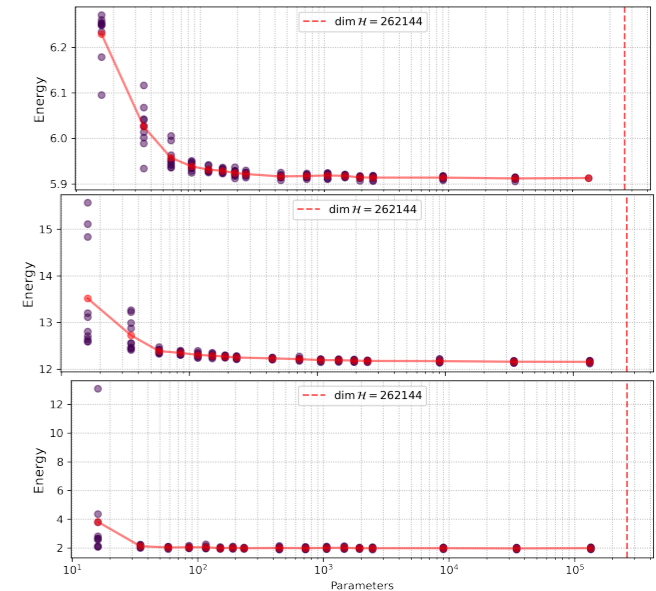 dim ℋ = 262144
6.2
6.1
6.0
5.9
Energy
dim ℋ = 262144
15
14
13
12
Energy
dim ℋ = 262144
12
10
8
6
4
2
Energy
10¹ 10² 10³ 10⁴ 10⁵
Parameters